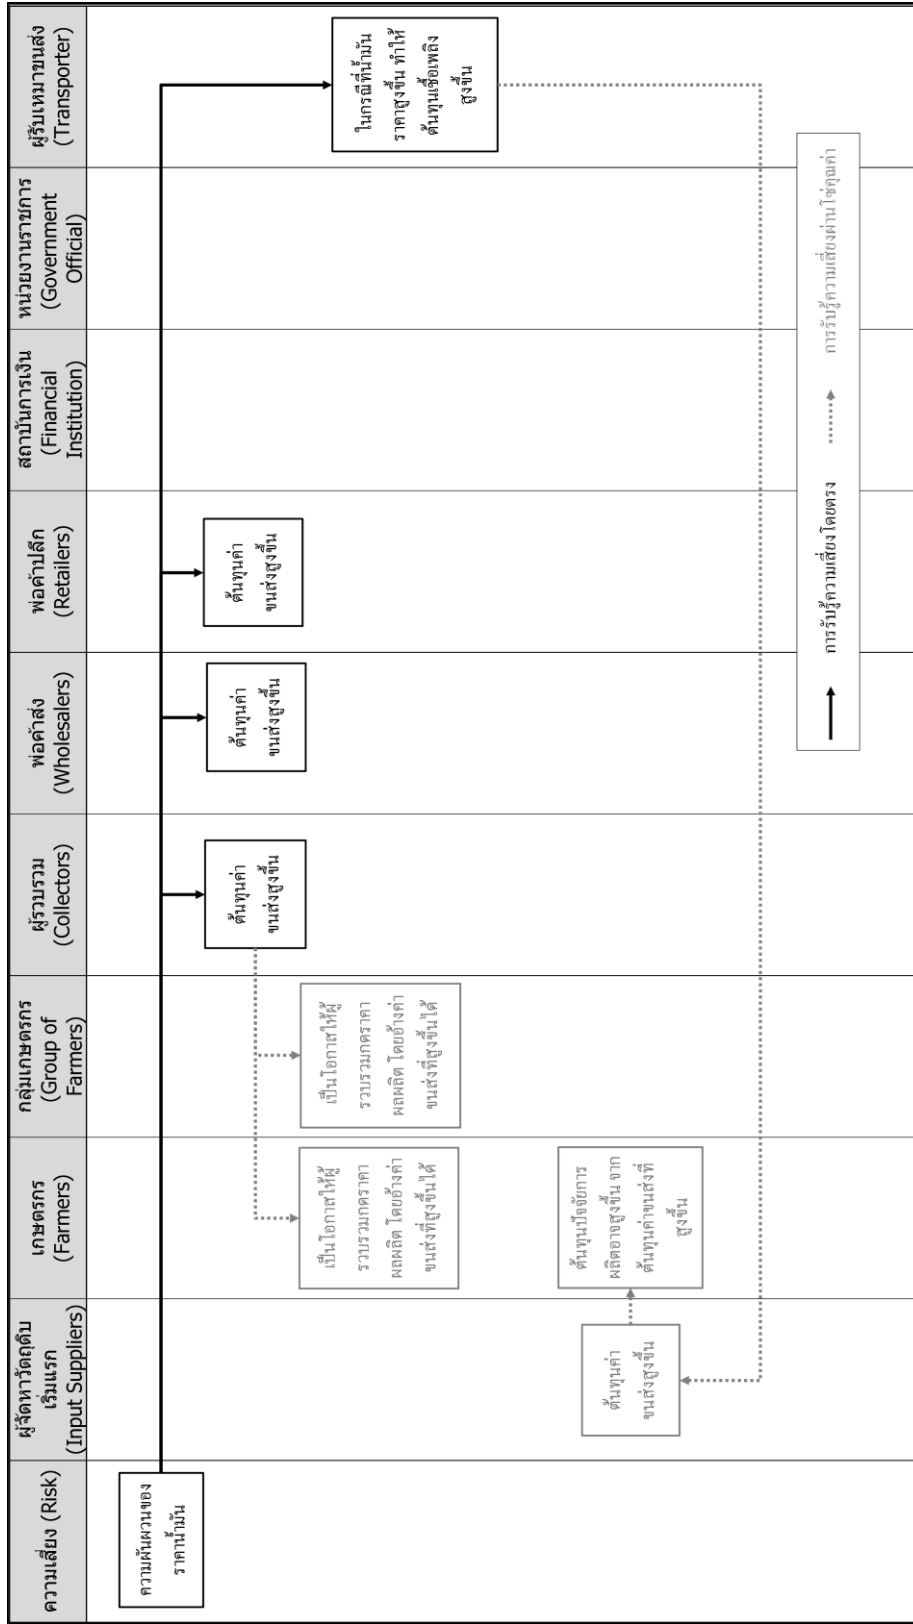 ความเสี่ยง (Risk)
ผู้จัดหาวัตถุดิบ
เริ่มแรก
(Input Suppliers)
เกษตรกร
(Farmers)
กลุ่มเกษตรกร
(Group of
Farmers)
ผู้รวบรวม
(Collectors)
พ่อค้าส่ง
(Wholesalers)
พ่อค้าปลีก
(Retailers)
สถาบันการเงิน
(Financial
Institution)
หน่วยงานราชการ
(Government
Official)
ผู้รับเหมาขนส่ง
(Transporter)
ความผันผวนของ
ราคาน้ำมัน
ต้นทุนค่า
ขนส่งสูงขึ้น
ต้นทุนค่า
ขนส่งสูงขึ้น
ต้นทุนค่า
ขนส่งสูงขึ้น
ในกรณีที่น้ำมัน
ราคาสูงขึ้น ทำให้
ต้นทุนเชื้อเพลิง
สูงขึ้น
เป็นโอกาสให้ผู้
รวบรวมกดราคา
ผลผลิต โดยอ้างค่า
ขนส่งที่สูงขึ้นได้
เป็นโอกาสให้ผู้
รวบรวมกดราคา
ผลผลิต โดยอ้างค่า
ขนส่งที่สูงขึ้นได้
ต้นทุนค่า
ขนส่งสูงขึ้น
ต้นทุนปัจจัยการ
ผลิตอาจสูงขึ้น จาก
ต้นทุนค่าขนส่งที่
สูงขึ้น
การรับรู้ความเสี่ยงโดยตรง
การรับรู้ความเสี่ยงผ่านโซ่คุณค่า